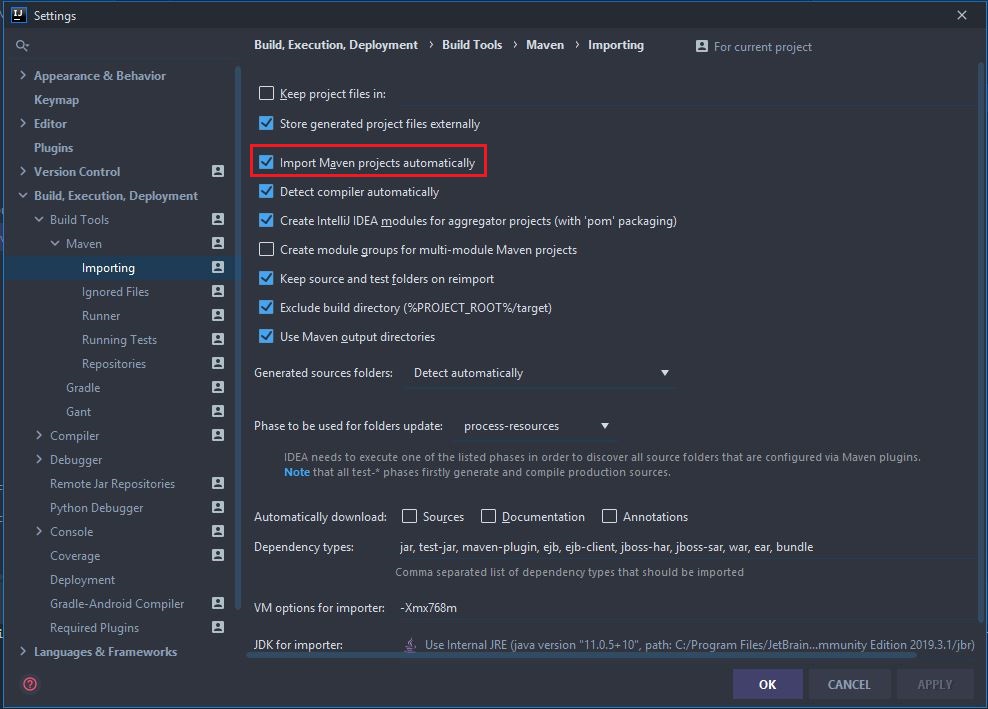 IJ Settings
Build, Execution, Deployment › Build Tools › Maven › Importing For current project
Appearance & Behavior
Keymap
Editor
Plugins
Version Control
Build, Execution, Deployment
Build Tools
Maven
Importing
Ignored Files
Runner
Running Tests
Repositories
Gradle
Gant
Compiler
Debugger
Remote Jar Repositories
Python Debugger
Console
Coverage
Deployment
Gradle-Android Compiler
Required Plugins
Languages & Frameworks
Keep project files in:
Store generated project files externally
Import Maven projects automatically
Detect compiler automatically
Create IntelliJ IDEA modules for aggregator projects (with 'pom' packaging)
Create module groups for multi-module Maven projects
Keep source and test folders on reimport
Exclude build directory (%PROJECT_ROOT%/target)
Use Maven output directories
Generated sources folders: Detect automatically
Phase to be used for folders update: process-resources
IDEA needs to execute one of the listed phases in order to discover all source folders that are configured via Maven plugins.
Note that all test-* phases firstly generate and compile production sources.
Automatically download: Sources Documentation Annotations
Dependency types: jar, test-jar, maven-plugin, ejb, ejb-client, jboss-har, jboss-sar, war, ear, bundle
Comma separated list of dependency types that should be imported
VM options for importer: -Xmx768m
JDK for importer: Use Internal JRE (java version "11.0.5+10", path: C:/Program Files/JetBrain...mmunity Edition 2019.3.1/jbr)
? OK CANCEL APPLY